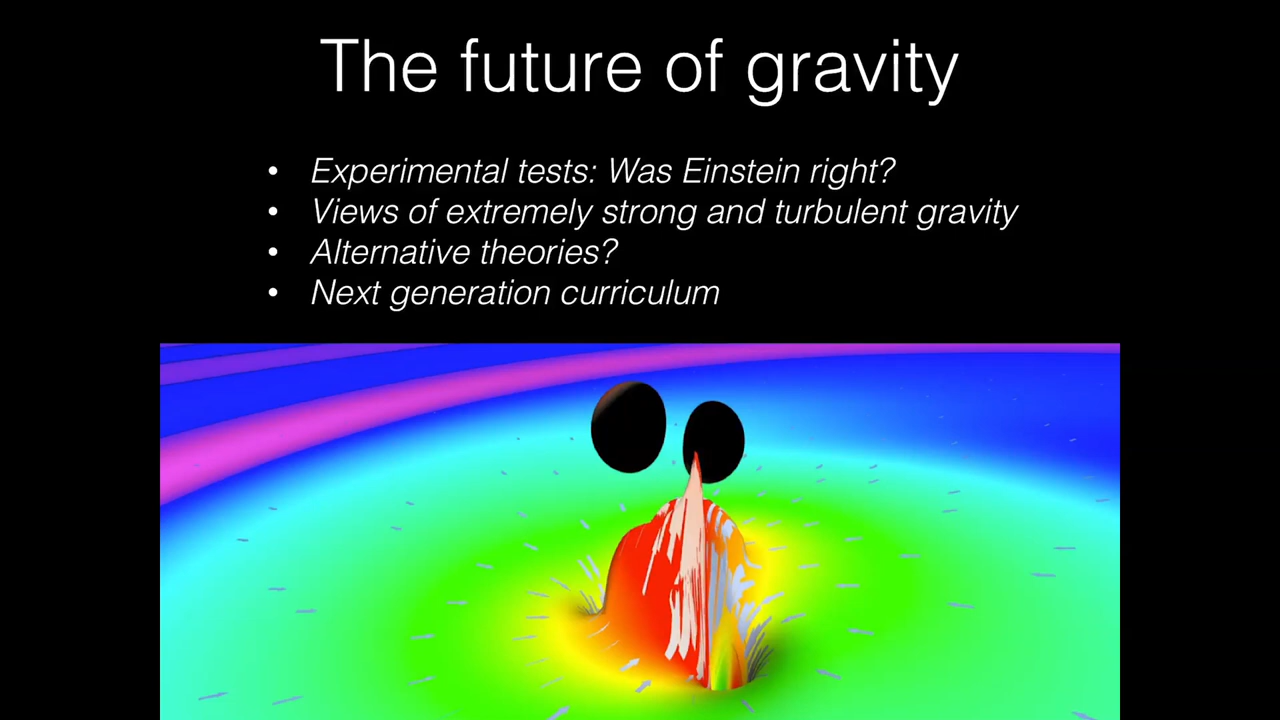 The future of gravity
• Experimental tests: Was Einstein right?
• Views of extremely strong and turbulent gravity
• Alternative theories?
• Next generation curriculum